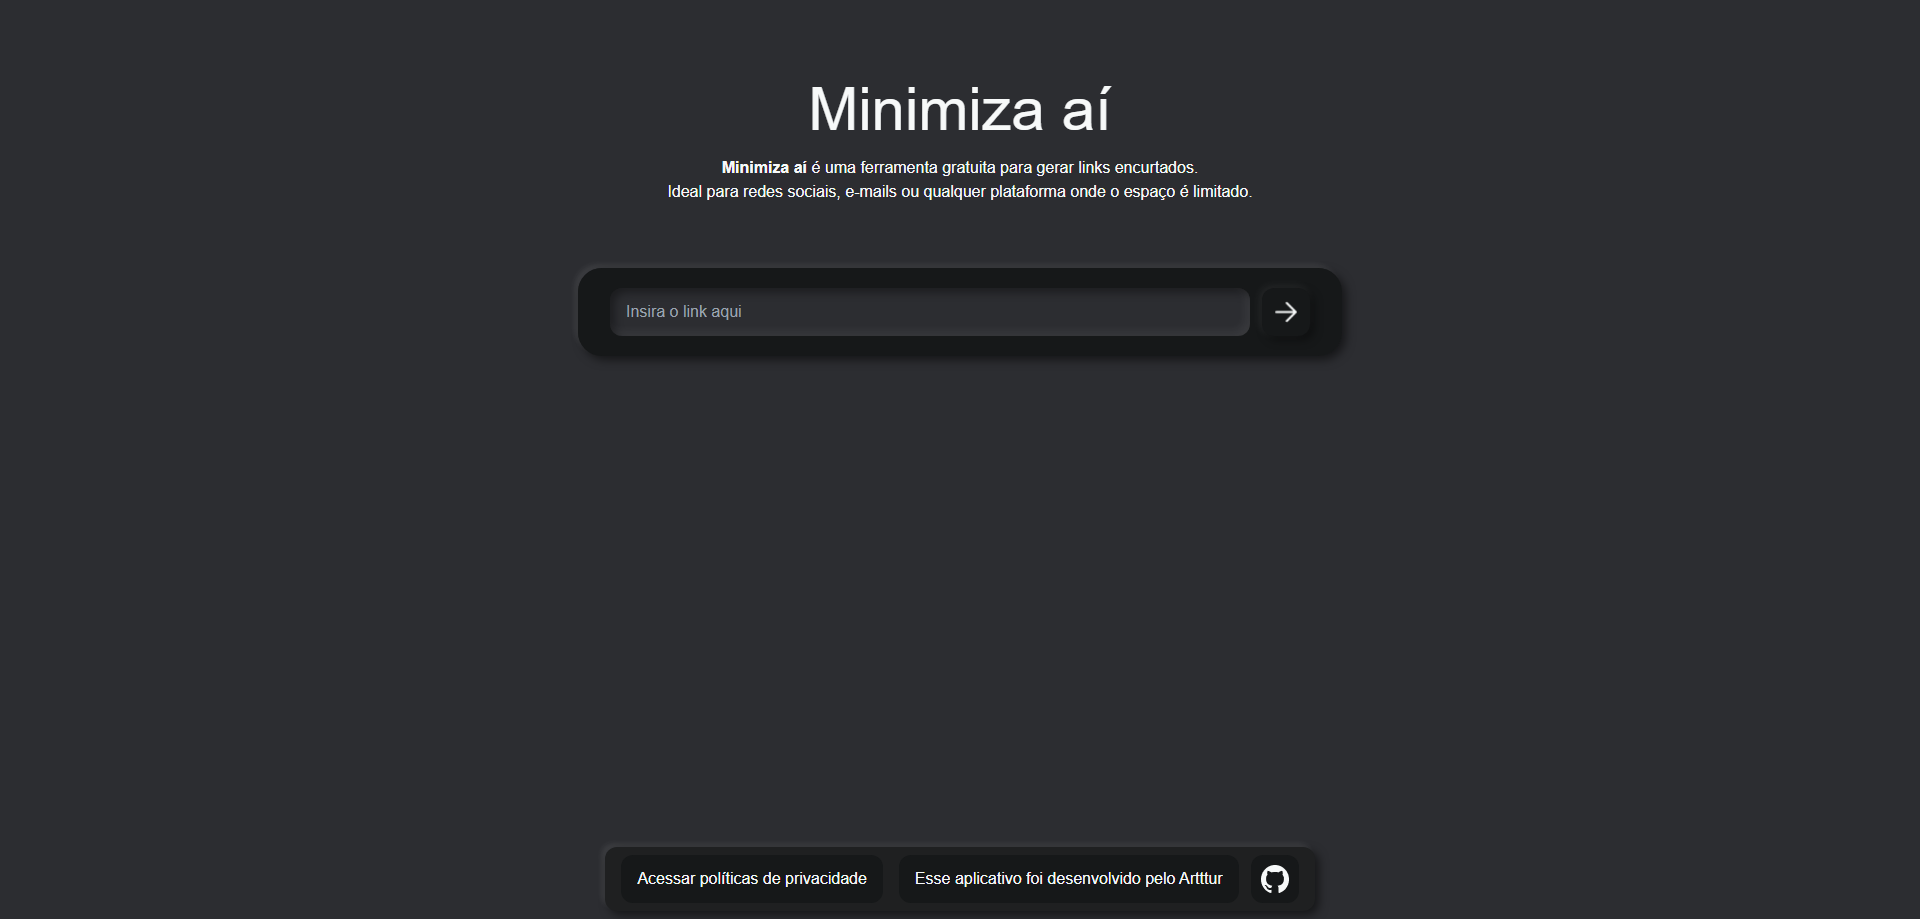 Minimiza aí
Minimiza aí é uma ferramenta gratuita para gerar links encurtados.
Ideal para redes sociais, e-mails ou qualquer plataforma onde o espaço é limitado.
Insira o link aqui
Acessar políticas de privacidade
Esse aplicativo foi desenvolvido pelo Artttur